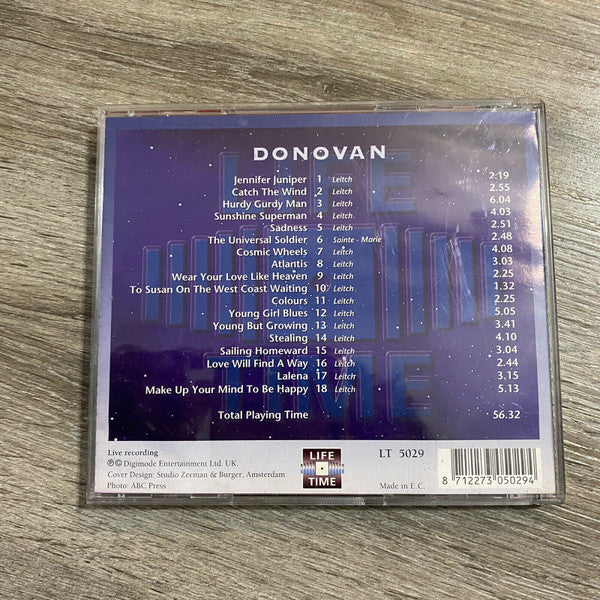 DONOVAN
Jennifer Juniper 1 Leitch 2.19
Catch The Wind 2 Leitch 2.55
Hurdy Gurdy Man 3 Leitch 6.04
Sunshine Superman 4 Leitch 4.03
Sadness 5 Leitch 2.51
The Universal Soldier 6 Sainte - Marie 2.48
Cosmic Wheels 7 Leitch 4.08
Atlantis 8 Leitch 3.03
Wear Your Love Like Heaven 9 Leitch 2.25
To Susan On The West Coast Waiting 10 Leitch 1.32
Colours 11 Leitch 2.25
Young Girl Blues 12 Leitch 5.05
Young But Growing 13 Leitch 3.41
Stealing 14 Leitch 4.10
Sailing Homeward 15 Leitch 3.04
Love Will Find A Way 16 Leitch 2.44
Lalena 17 Leitch 3.15
Make Up Your Mind To Be Happy 18 Leitch 5.13
Total Playing Time 56.32
LIFE
TIME
Live recording
℗© Digimode Entertainment Ltd. UK.
Cover Design: Studio Zeeman & Burger, Amsterdam
Photo: ABC Press
LIFE
TIME
LT 5029
Made in E.C.
8 712273 050294